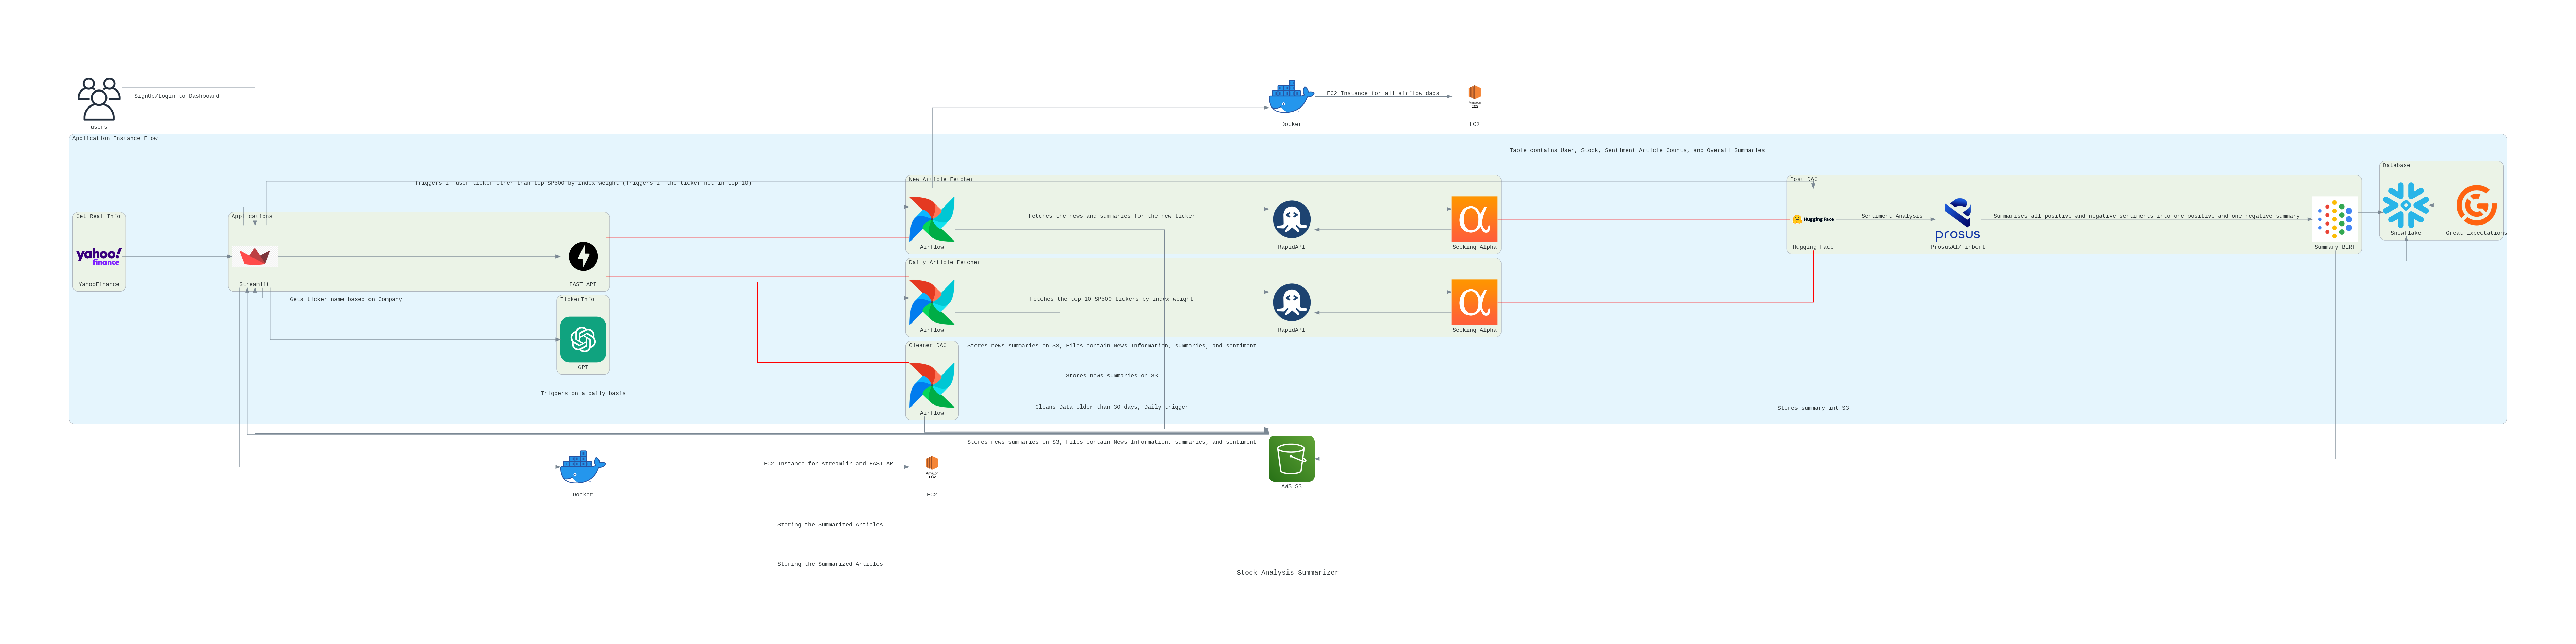 users
SignUp/Login to Dashboard
Docker
EC2 Instance for all airflow dags
Amazon
EC2
EC2
Application Instance Flow
Table contains User, Stock, Sentiment Article Counts, and Overall Summaries
Database
Snowflake
Great Expectations
Get Real Info
yahoo!
finance
YahooFinance
Applications
Streamlit
FAST API
Triggers if user ticker other than top SP500 by index weight (Triggers if the ticker not in top 10)
New Article Fetcher
Airflow
Fetches the news and summaries for the new ticker
RapidAPI
α
Seeking Alpha
Post DAG
Hugging Face
Hugging Face
Sentiment Analysis
prosus
ProsusAI/finbert
Summarises all positive and negative sentiments into one positive and one negative summary
Summary BERT
Daily Article Fetcher
Airflow
Fetches the top 10 SP500 tickers by index weight
RapidAPI
α
Seeking Alpha
Gets ticker name based on Company
TickerInfo
GPT
Cleaner DAG
Airflow
Stores news summaries on S3, Files contain News Information, summaries, and sentiment
Stores news summaries on S3
Triggers on a daily basis
Cleans Data older than 30 days, Daily trigger
Stores summary int S3
Stores news summaries on S3, Files contain News Information, summaries, and sentiment
Docker
EC2 Instance for streamlir and FAST API
Amazon
EC2
EC2
AWS S3
Storing the Summarized Articles
Storing the Summarized Articles
Stock_Analysis_Summarizer